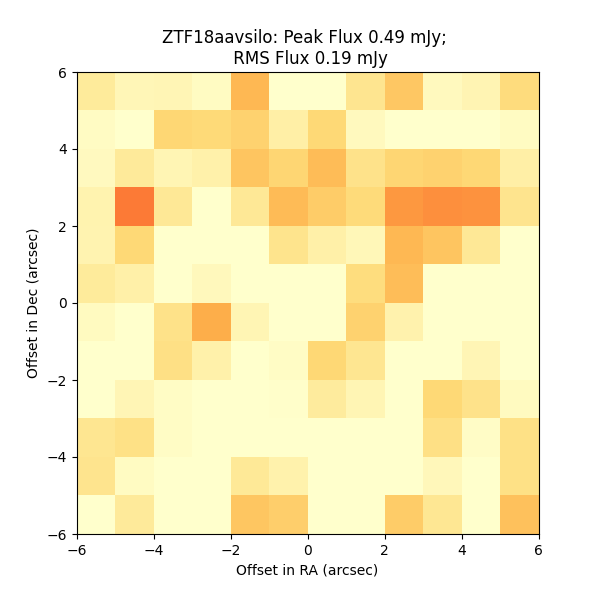 ZTF18aavsilo: Peak Flux 0.49 mJy;
RMS Flux 0.19 mJy
6
4
2
0
−2
−4
−6
Offset in Dec (arcsec)
−6 −4 −2 0 2 4 6
Offset in RA (arcsec)